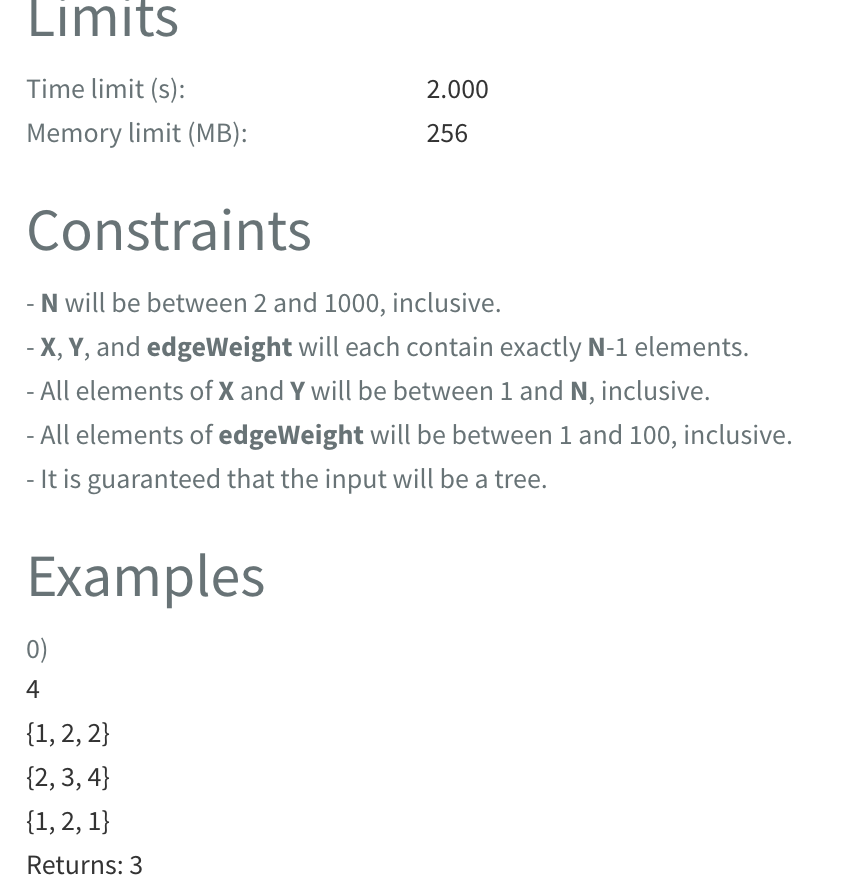 Limits
Time limit (s): 2.000
Memory limit (MB): 256
Constraints
- N will be between 2 and 1000, inclusive.
- X, Y, and edgeWeight will each contain exactly N-1 elements.
- All elements of X and Y will be between 1 and N, inclusive.
- All elements of edgeWeight will be between 1 and 100, inclusive.
- It is guaranteed that the input will be a tree.
Examples
0)
4
{1, 2, 2}
{2, 3, 4}
{1, 2, 1}
Returns: 3